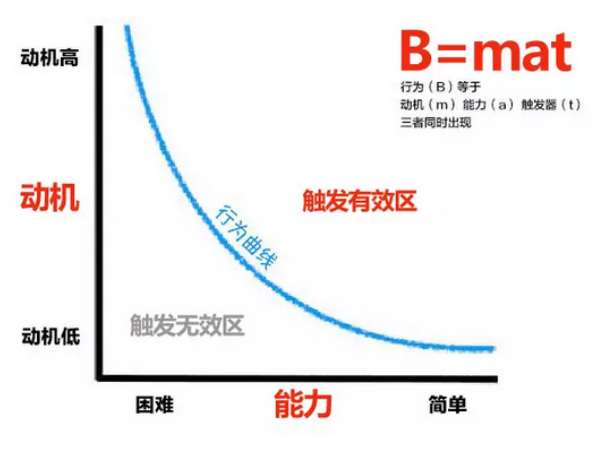 动机高
B=mat
行为（B）等于
动机（m）能力（a）触发器（t）
三者同时出现
动机
触发有效区
行为曲线
触发无效区
动机低
困难
能力
简单